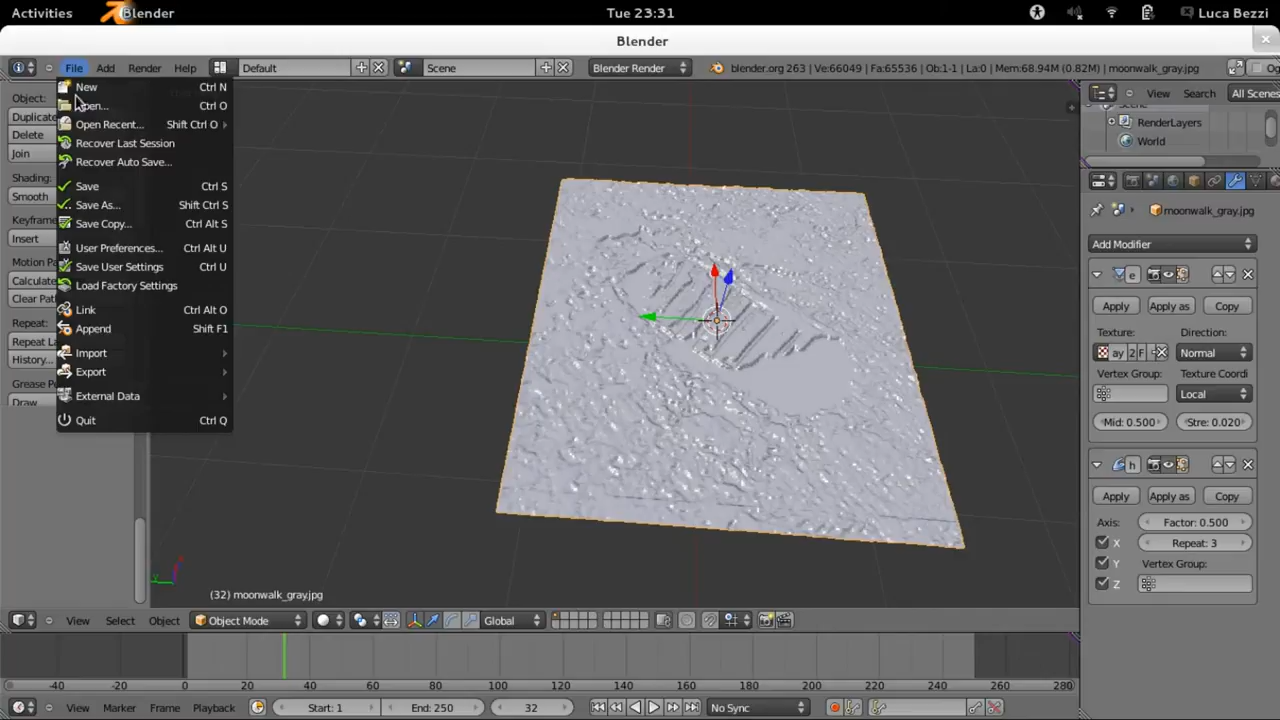 Activities Blender Tue 23:31 Luca Bezzi
Blender
File Add Render Help Default Scene Blender Render blender.org 263 | Ve:66049 | Fa:65536 | Ob:1-1 | La:0 | Mem:68.94M (0.82M) | moonwalk_gray.jpg
New Ctrl N
Open... Ctrl O
Open Recent... Shift Ctrl O
Recover Last Session
Recover Auto Save...
Save Ctrl S
Save As... Shift Ctrl S
Save Copy... Ctrl Alt S
User Preferences... Ctrl Alt U
Save User Settings Ctrl U
Load Factory Settings
Link Ctrl Alt O
Append Shift F1
Import
Export
External Data
Quit Ctrl Q
Object:
Duplicate
Delete
Join
Shading:
Smooth
Keyframe
Insert
Motion Pa
Calculate
Clear Pat
Repeat:
Repeat La
History...
Grease Pe
Draw
(32) moonwalk_gray.jpg
View Search All Scenes
Scene
RenderLayers
World
moonwalk_gray.jpg
Add Modifier
e
Apply Apply as Copy
Texture: Direction:
ay 2 F Normal
Vertex Group: Texture Coordi
Local
Mid: 0.500 Stre: 0.020
h
Apply Apply as Copy
Axis: Factor: 0.500
X Repeat: 3
Y Vertex Group:
Z
View Select Object Object Mode Global
-40 -20 0 20 40 60 80 100 120 140 160 180 200 220 240 260 280
View Marker Frame Playback Start: 1 End: 250 32 No Sync